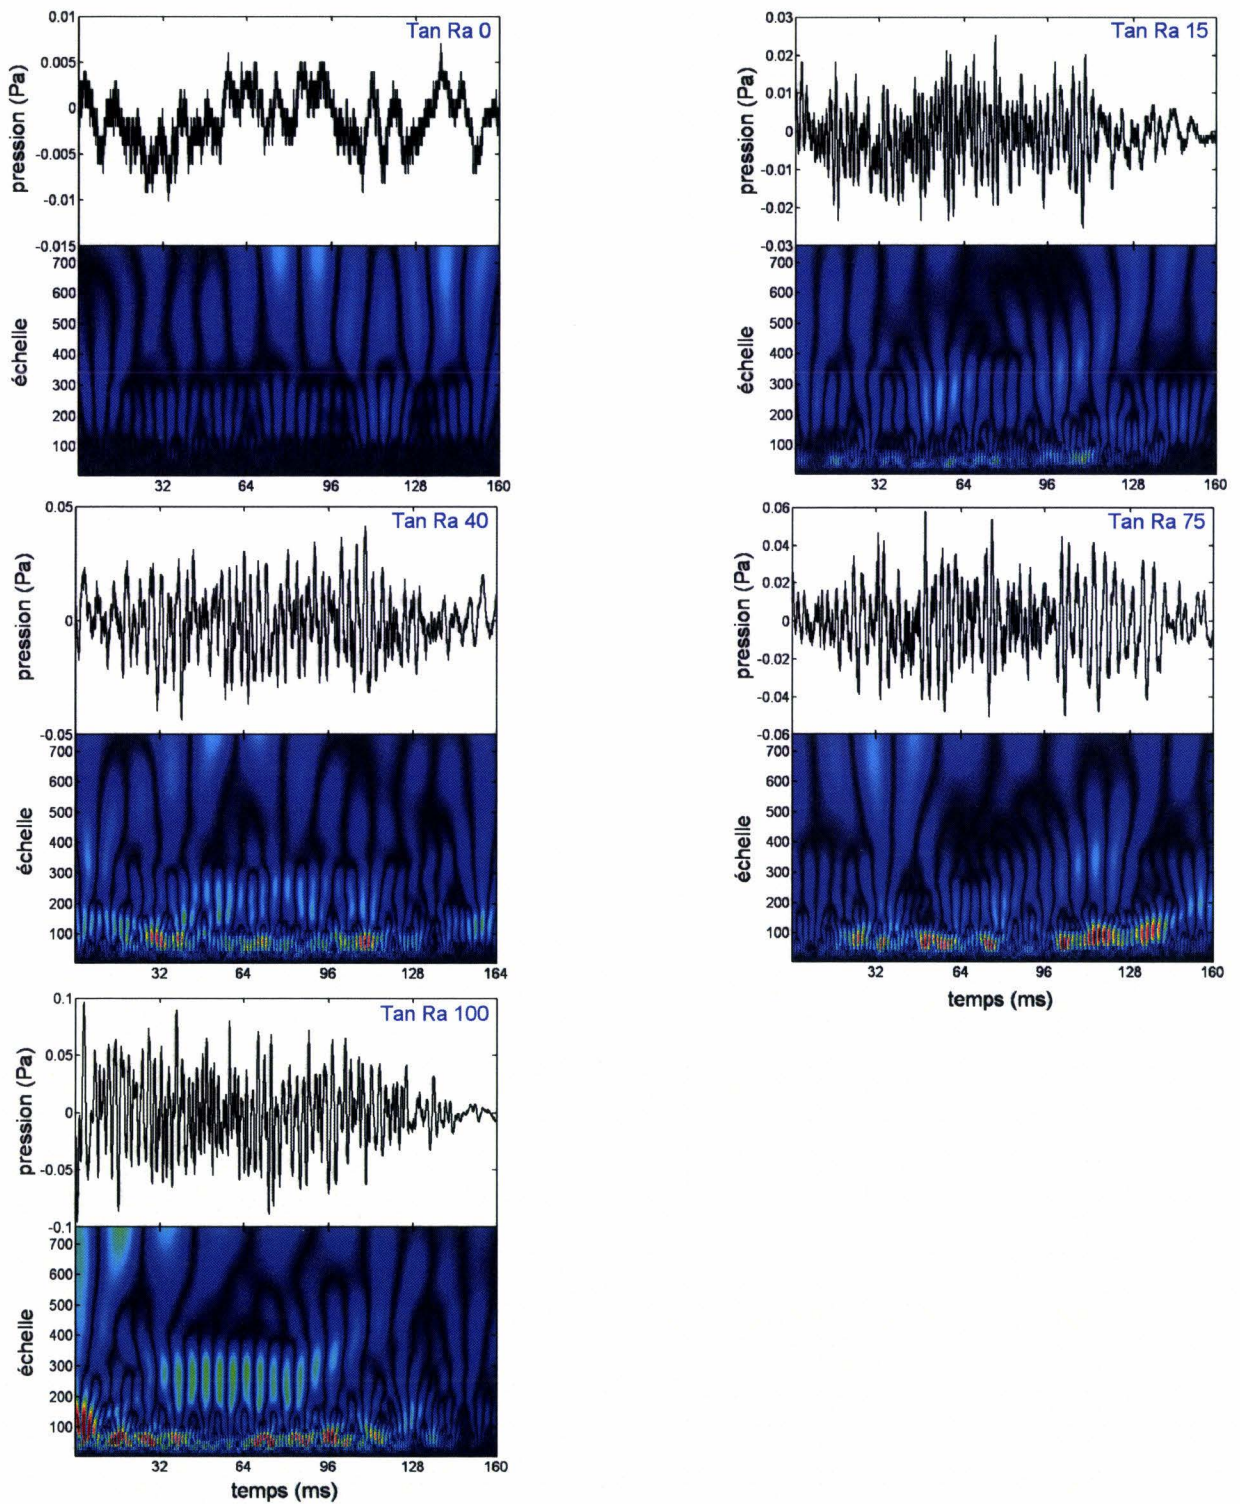 0.01
0.005
0
-0.005
-0.01
-0.015
pression (Pa)
Tan Ra 0
700
600
500
400
300
200
100
échelle
32 64 96 128 160
0.03
0.02
0.01
0
-0.01
-0.02
-0.03
pression (Pa)
Tan Ra 15
700
600
500
400
300
200
100
échelle
32 64 96 128 160
0.05
0
-0.05
pression (Pa)
Tan Ra 40
700
600
500
400
300
200
100
échelle
32 64 96 128 164
0.06
0.04
0.02
0
-0.02
-0.04
-0.06
pression (Pa)
Tan Ra 75
700
600
500
400
300
200
100
échelle
32 64 96 128 160
temps (ms)
0.1
0.05
0
-0.05
-0.1
pression (Pa)
Tan Ra 100
700
600
500
400
300
200
100
échelle
32 64 96 128 160
temps (ms)